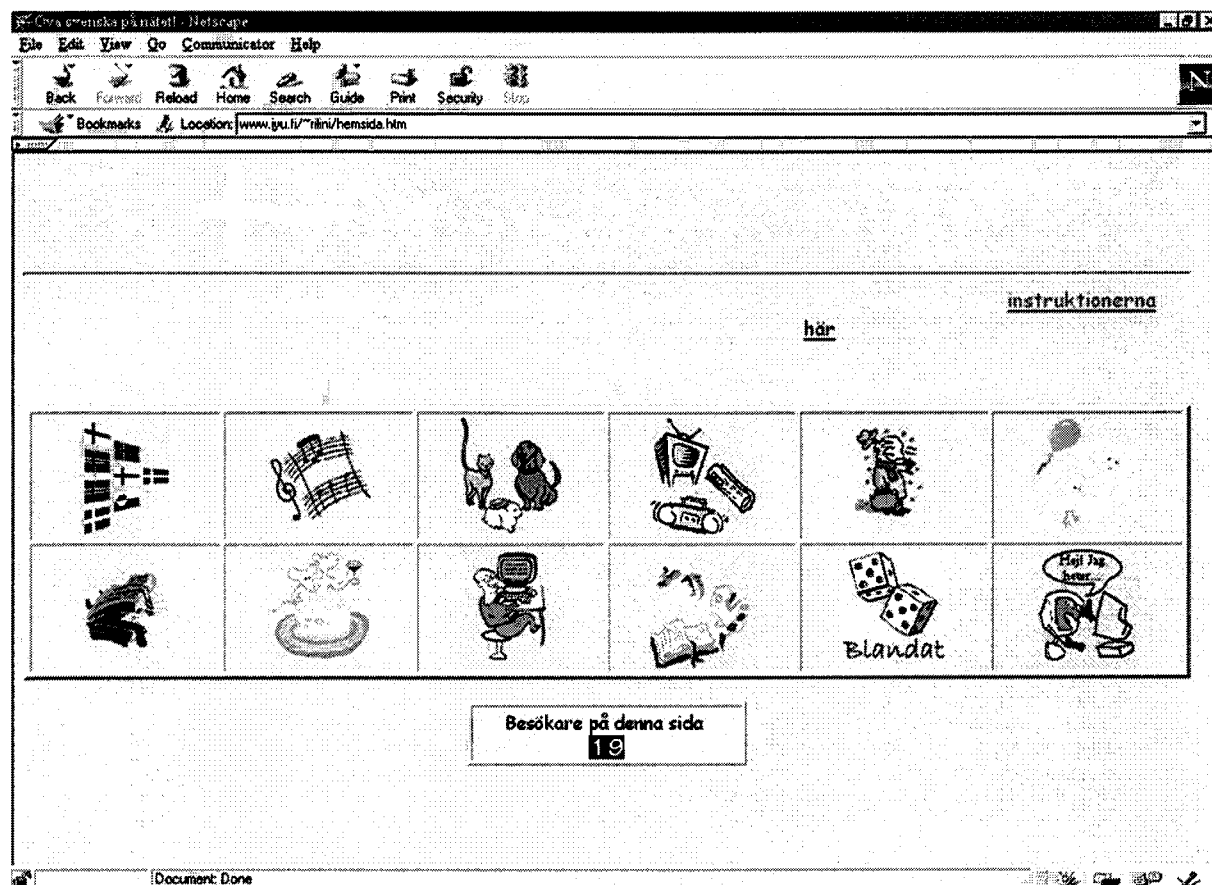 Öva svenska på nätet! - Netscape
File Edit View Go Communicator Help
Back Forward Reload Home Search Guide Print Security Stop
Bookmarks Location: www.jyu.fi/~riini/hemsida.htm
instruktionerna
här
Hej! Jag
heter...
Blandat
Besökare på denna sida
19
Document: Done